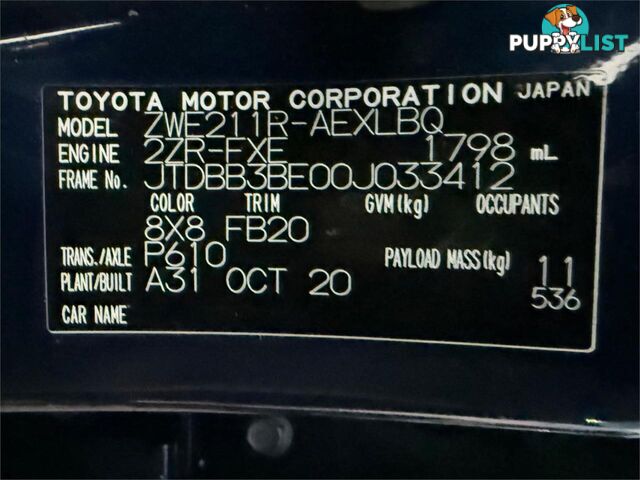 PUPPYLIST
TOYOTA MOTOR CORPORATION JAPAN
MODEL ZWE211R-AEXLBQ
ENGINE 2ZR-FXE 1798 mL
FRAME No. JTDBB3BE00J033412
COLOR TRIM GVM(kg) OCCUPANTS
8X8 FB20
TRANS./AXLE P610 PAYLOAD MASS(kg) 11
PLANT/BUILT A31 OCT 20 536
CAR NAME